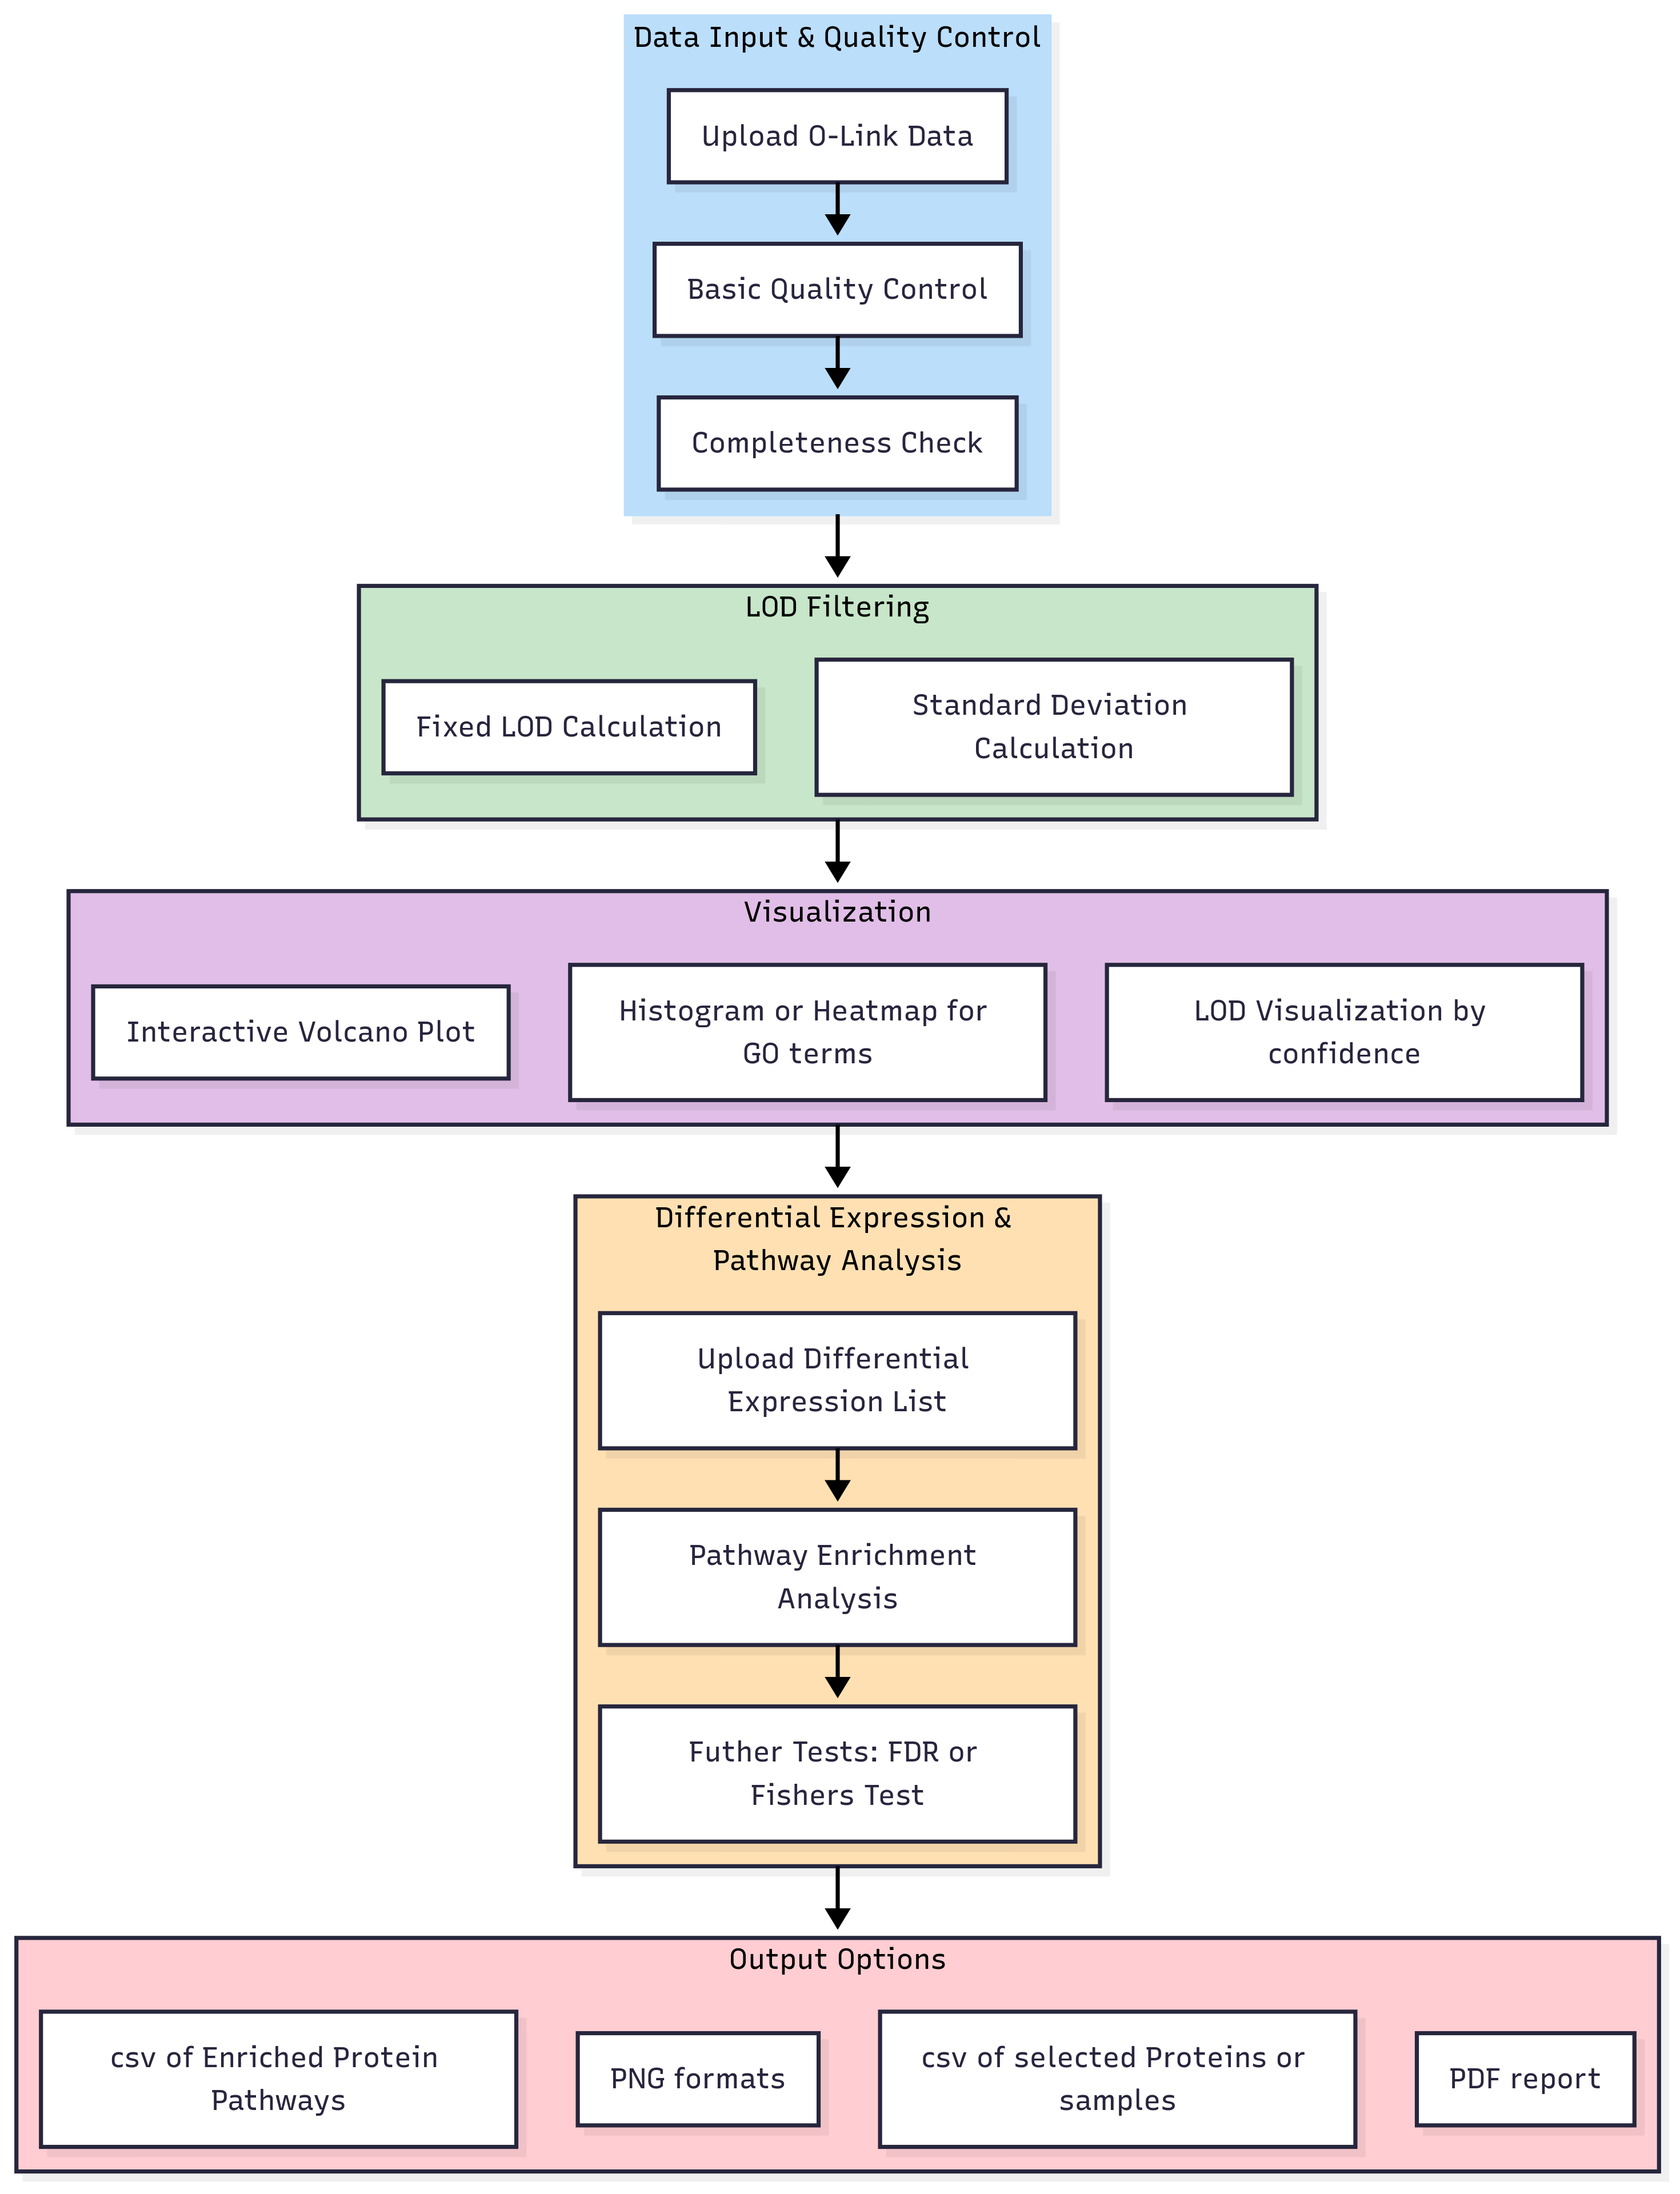 Data Input & Quality Control
Upload O-Link Data
Basic Quality Control
Completeness Check
LOD Filtering
Fixed LOD Calculation
Standard Deviation
Calculation
Visualization
Interactive Volcano Plot
Histogram or Heatmap for
GO terms
LOD Visualization by
confidence
Differential Expression &
Pathway Analysis
Upload Differential
Expression List
Pathway Enrichment
Analysis
Futher Tests: FDR or
Fishers Test
Output Options
csv of Enriched Protein
Pathways
PNG formats
csv of selected Proteins or
samples
PDF report